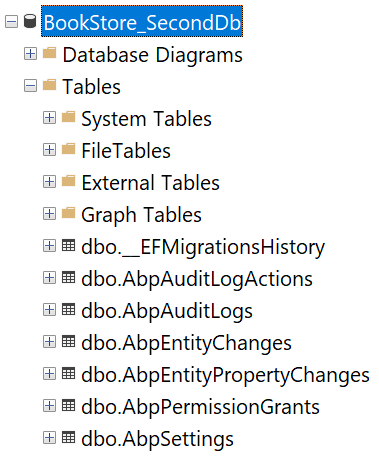 BookStore_SecondDb
Database Diagrams
Tables
System Tables
FileTables
External Tables
Graph Tables
dbo.__EFMigrationsHistory
dbo.AbpAuditLogActions
dbo.AbpAuditLogs
dbo.AbpEntityChanges
dbo.AbpEntityPropertyChanges
dbo.AbpPermissionGrants
dbo.AbpSettings